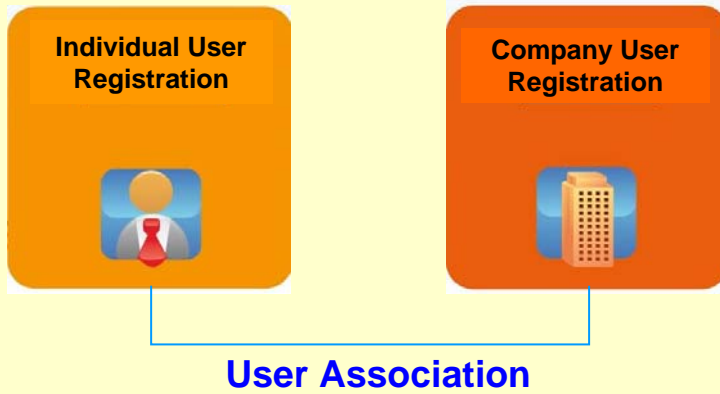 Individual User
Registration
Company User
Registration
User Association